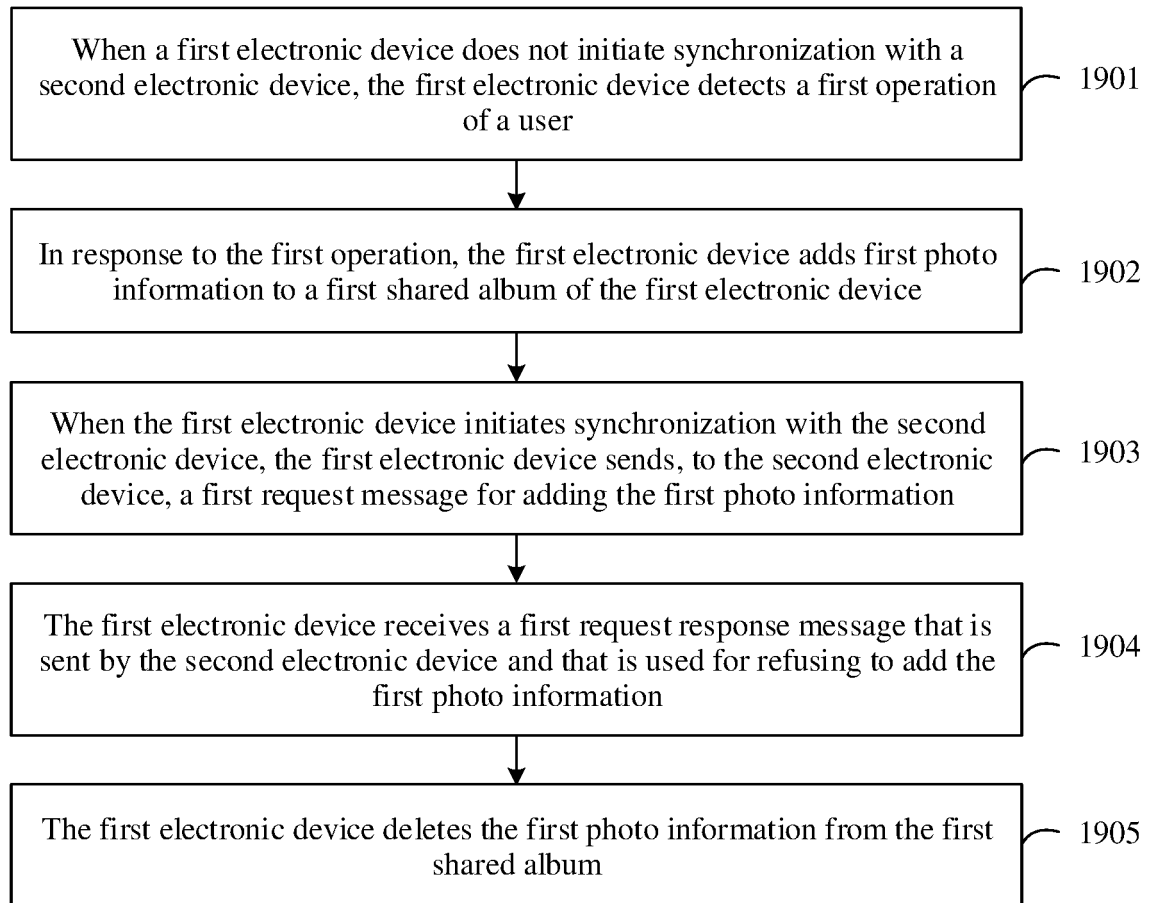 When a first electronic device does not initiate synchronization with a
second electronic device, the first electronic device detects a first operation
of a user
1901
In response to the first operation, the first electronic device adds first photo
information to a first shared album of the first electronic device
1902
When the first electronic device initiates synchronization with the second
electronic device, the first electronic device sends, to the second electronic
device, a first request message for adding the first photo information
1903
The first electronic device receives a first request response message that is
sent by the second electronic device and that is used for refusing to add the
first photo information
1904
The first electronic device deletes the first photo information from the first
shared album
1905